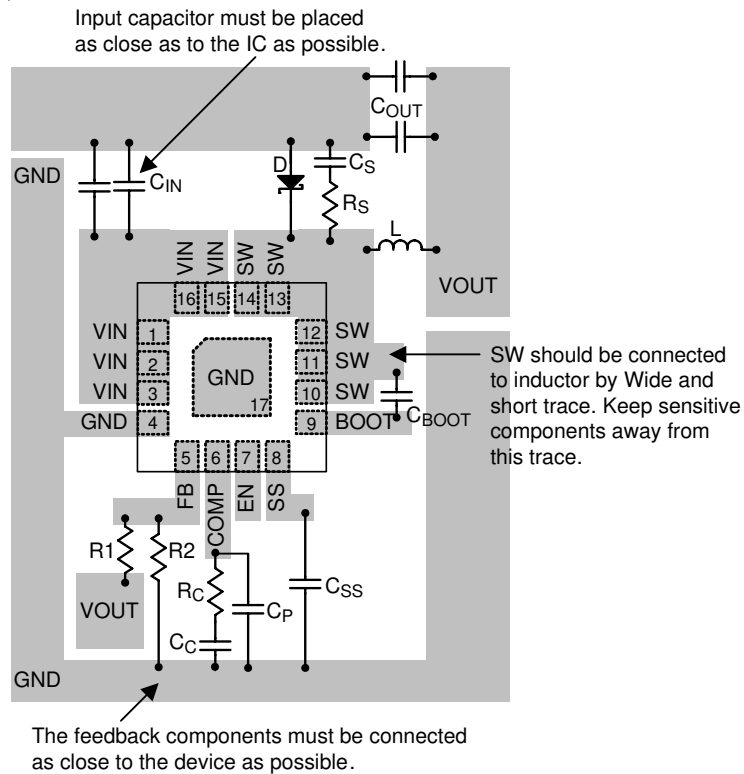 Input capacitor must be placed
as close as to the IC as possible.
COUT
GND
CIN
D
CS
RS
L
VOUT
VIN
VIN
SW
SW
16
15
14
13
VIN
1
12
SW
VIN
2
11
SW
VIN
3
10
SW
GND
4
9
BOOT
CBOOT
GND
17
SW should be connected
to inductor by Wide and
short trace. Keep sensitive
components away from
this trace.
5
6
7
8
FB
COMP
EN
SS
R1
R2
RC
CP
CC
CSS
VOUT
GND
The feedback components must be connected
as close to the device as possible.